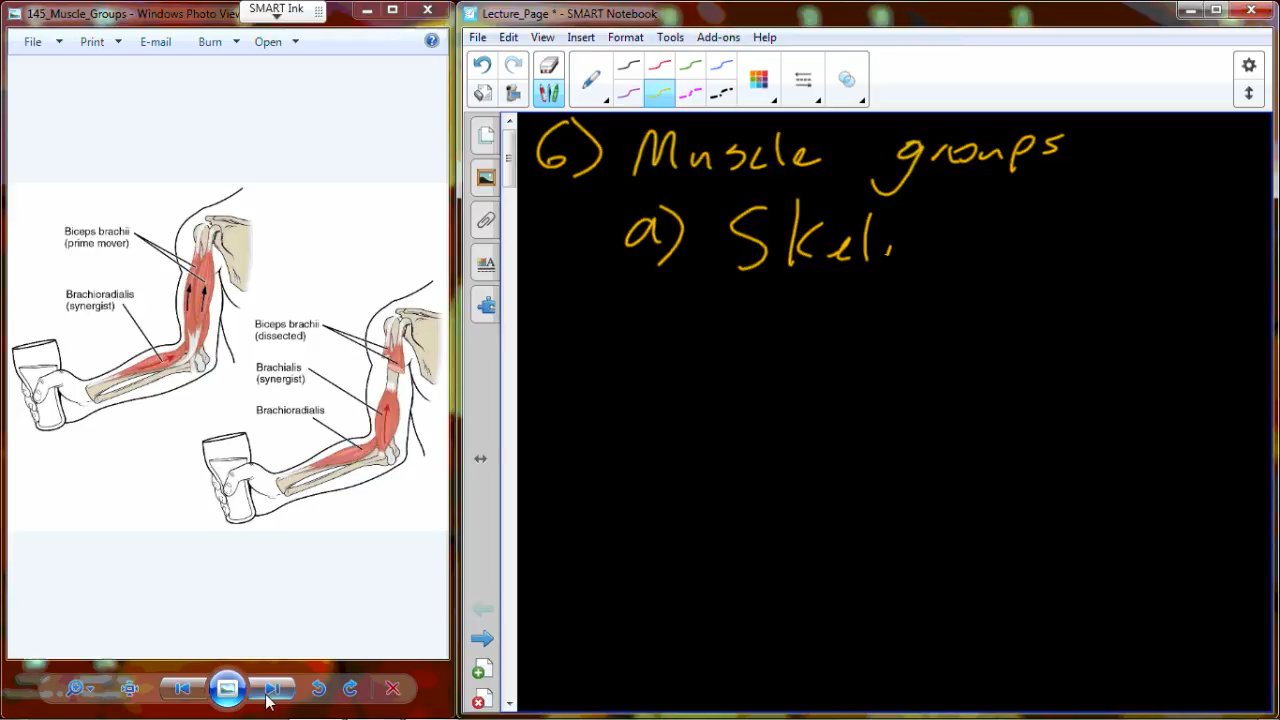 145_Muscle_Groups - Windows Photo View
SMART Ink
File Print E-mail Burn Open
Biceps brachii
(prime mover)
Brachioradialis
(synergist)
Biceps brachii
(dissected)
Brachialis
(synergist)
Brachioradialis
Lecture_Page * - SMART Notebook
File Edit View Insert Format Tools Add-ons Help
6) Muscle groups
a) Skel